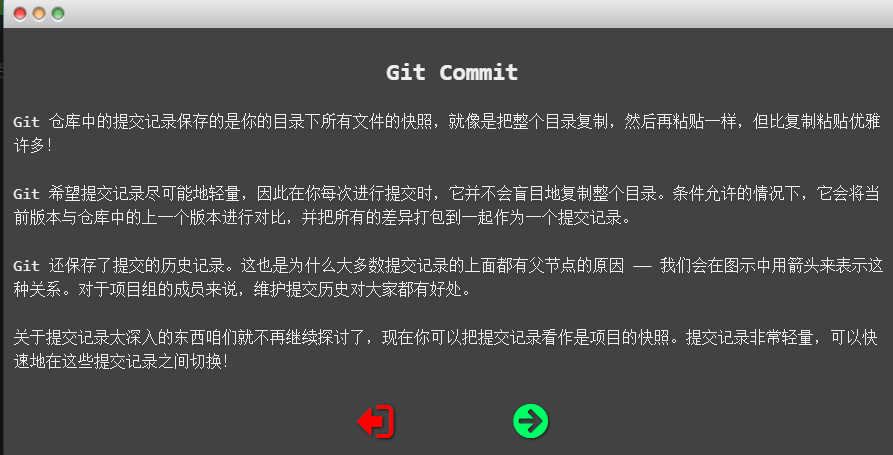 Git Commit
Git 仓库中的提交记录保存的是你的目录下所有文件的快照，就像是把整个目录复制，然后再粘贴一样，但比复制粘贴优雅
许多！
Git 希望提交记录尽可能地轻量，因此在你每次进行提交时，它并不会盲目地复制整个目录。条件允许的情况下，它会将当
前版本与仓库中的上一个版本进行对比，并把所有的差异打包到一起作为一个提交记录。
Git 还保存了提交的历史记录。这也是为什么大多数提交记录的上面都有父节点的原因 —— 我们会在图示中用箭头来表示这
种关系。对于项目组的成员来说，维护提交历史对大家都有好处。
关于提交记录太深入的东西咱们就不再继续探讨了，现在你可以把提交记录看作是项目的快照。提交记录非常轻量，可以快
速地在这些提交记录之间切换！